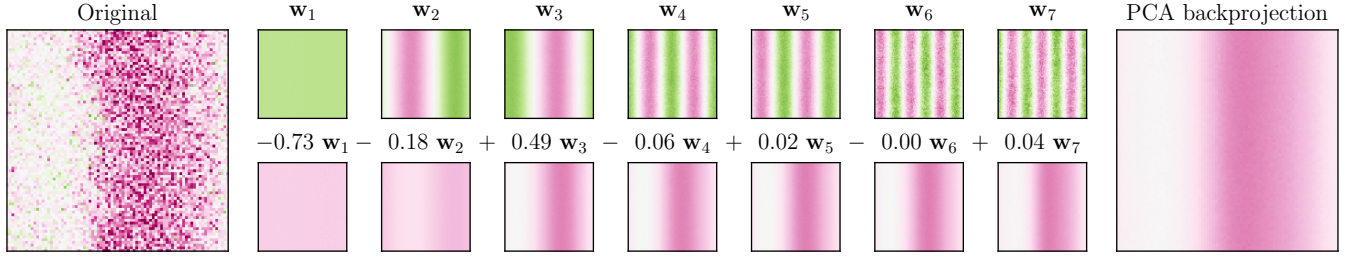 Original w₁ w₂ w₃ w₄ w₅ w₆ w₇ PCA backprojection
−0.73 w₁ − 0.18 w₂ + 0.49 w₃ − 0.06 w₄ + 0.02 w₅ − 0.00 w₆ + 0.04 w₇